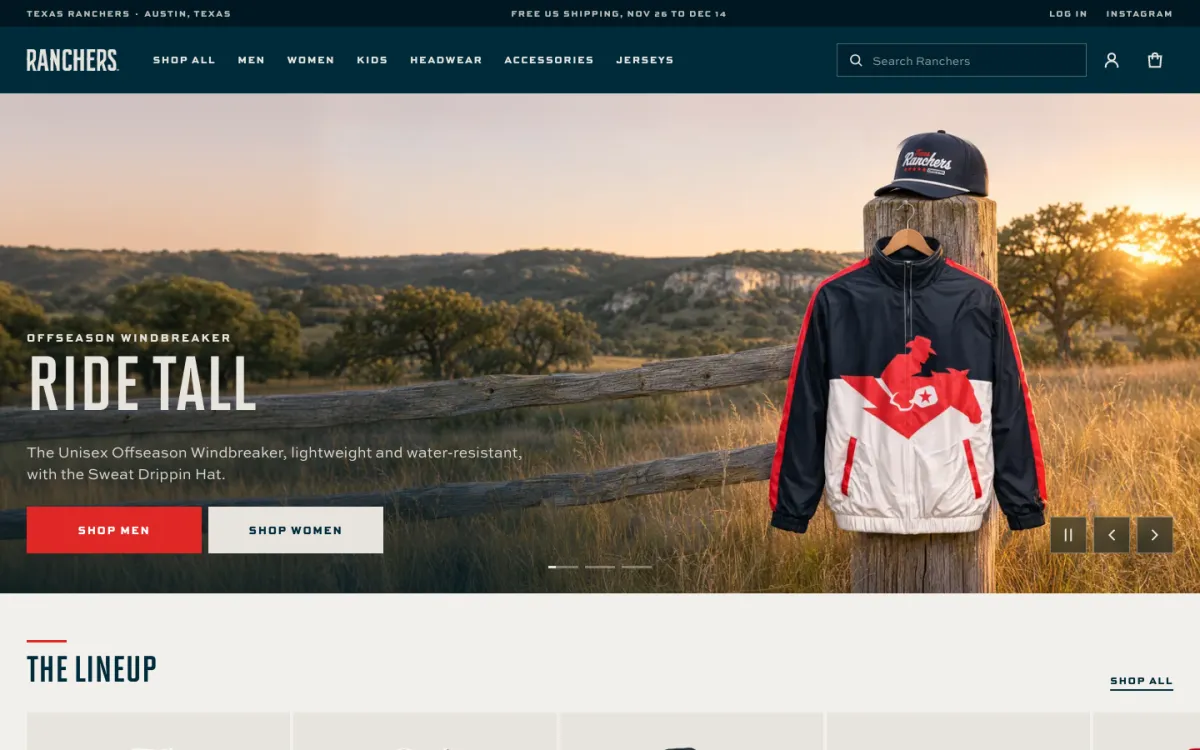 TEXAS RANCHERS · AUSTIN, TEXAS
FREE US SHIPPING, NOV 26 TO DEC 14
LOG IN
INSTAGRAM
RANCHERS
SHOP ALL
MEN
WOMEN
KIDS
HEADWEAR
ACCESSORIES
JERSEYS
Search Ranchers
Texas
Ranchers
OFFSEASON WINDBREAKER
RIDE TALL
The Unisex Offseason Windbreaker, lightweight and water-resistant,
with the Sweat Drippin Hat.
SHOP MEN
SHOP WOMEN
THE LINEUP
SHOP ALL